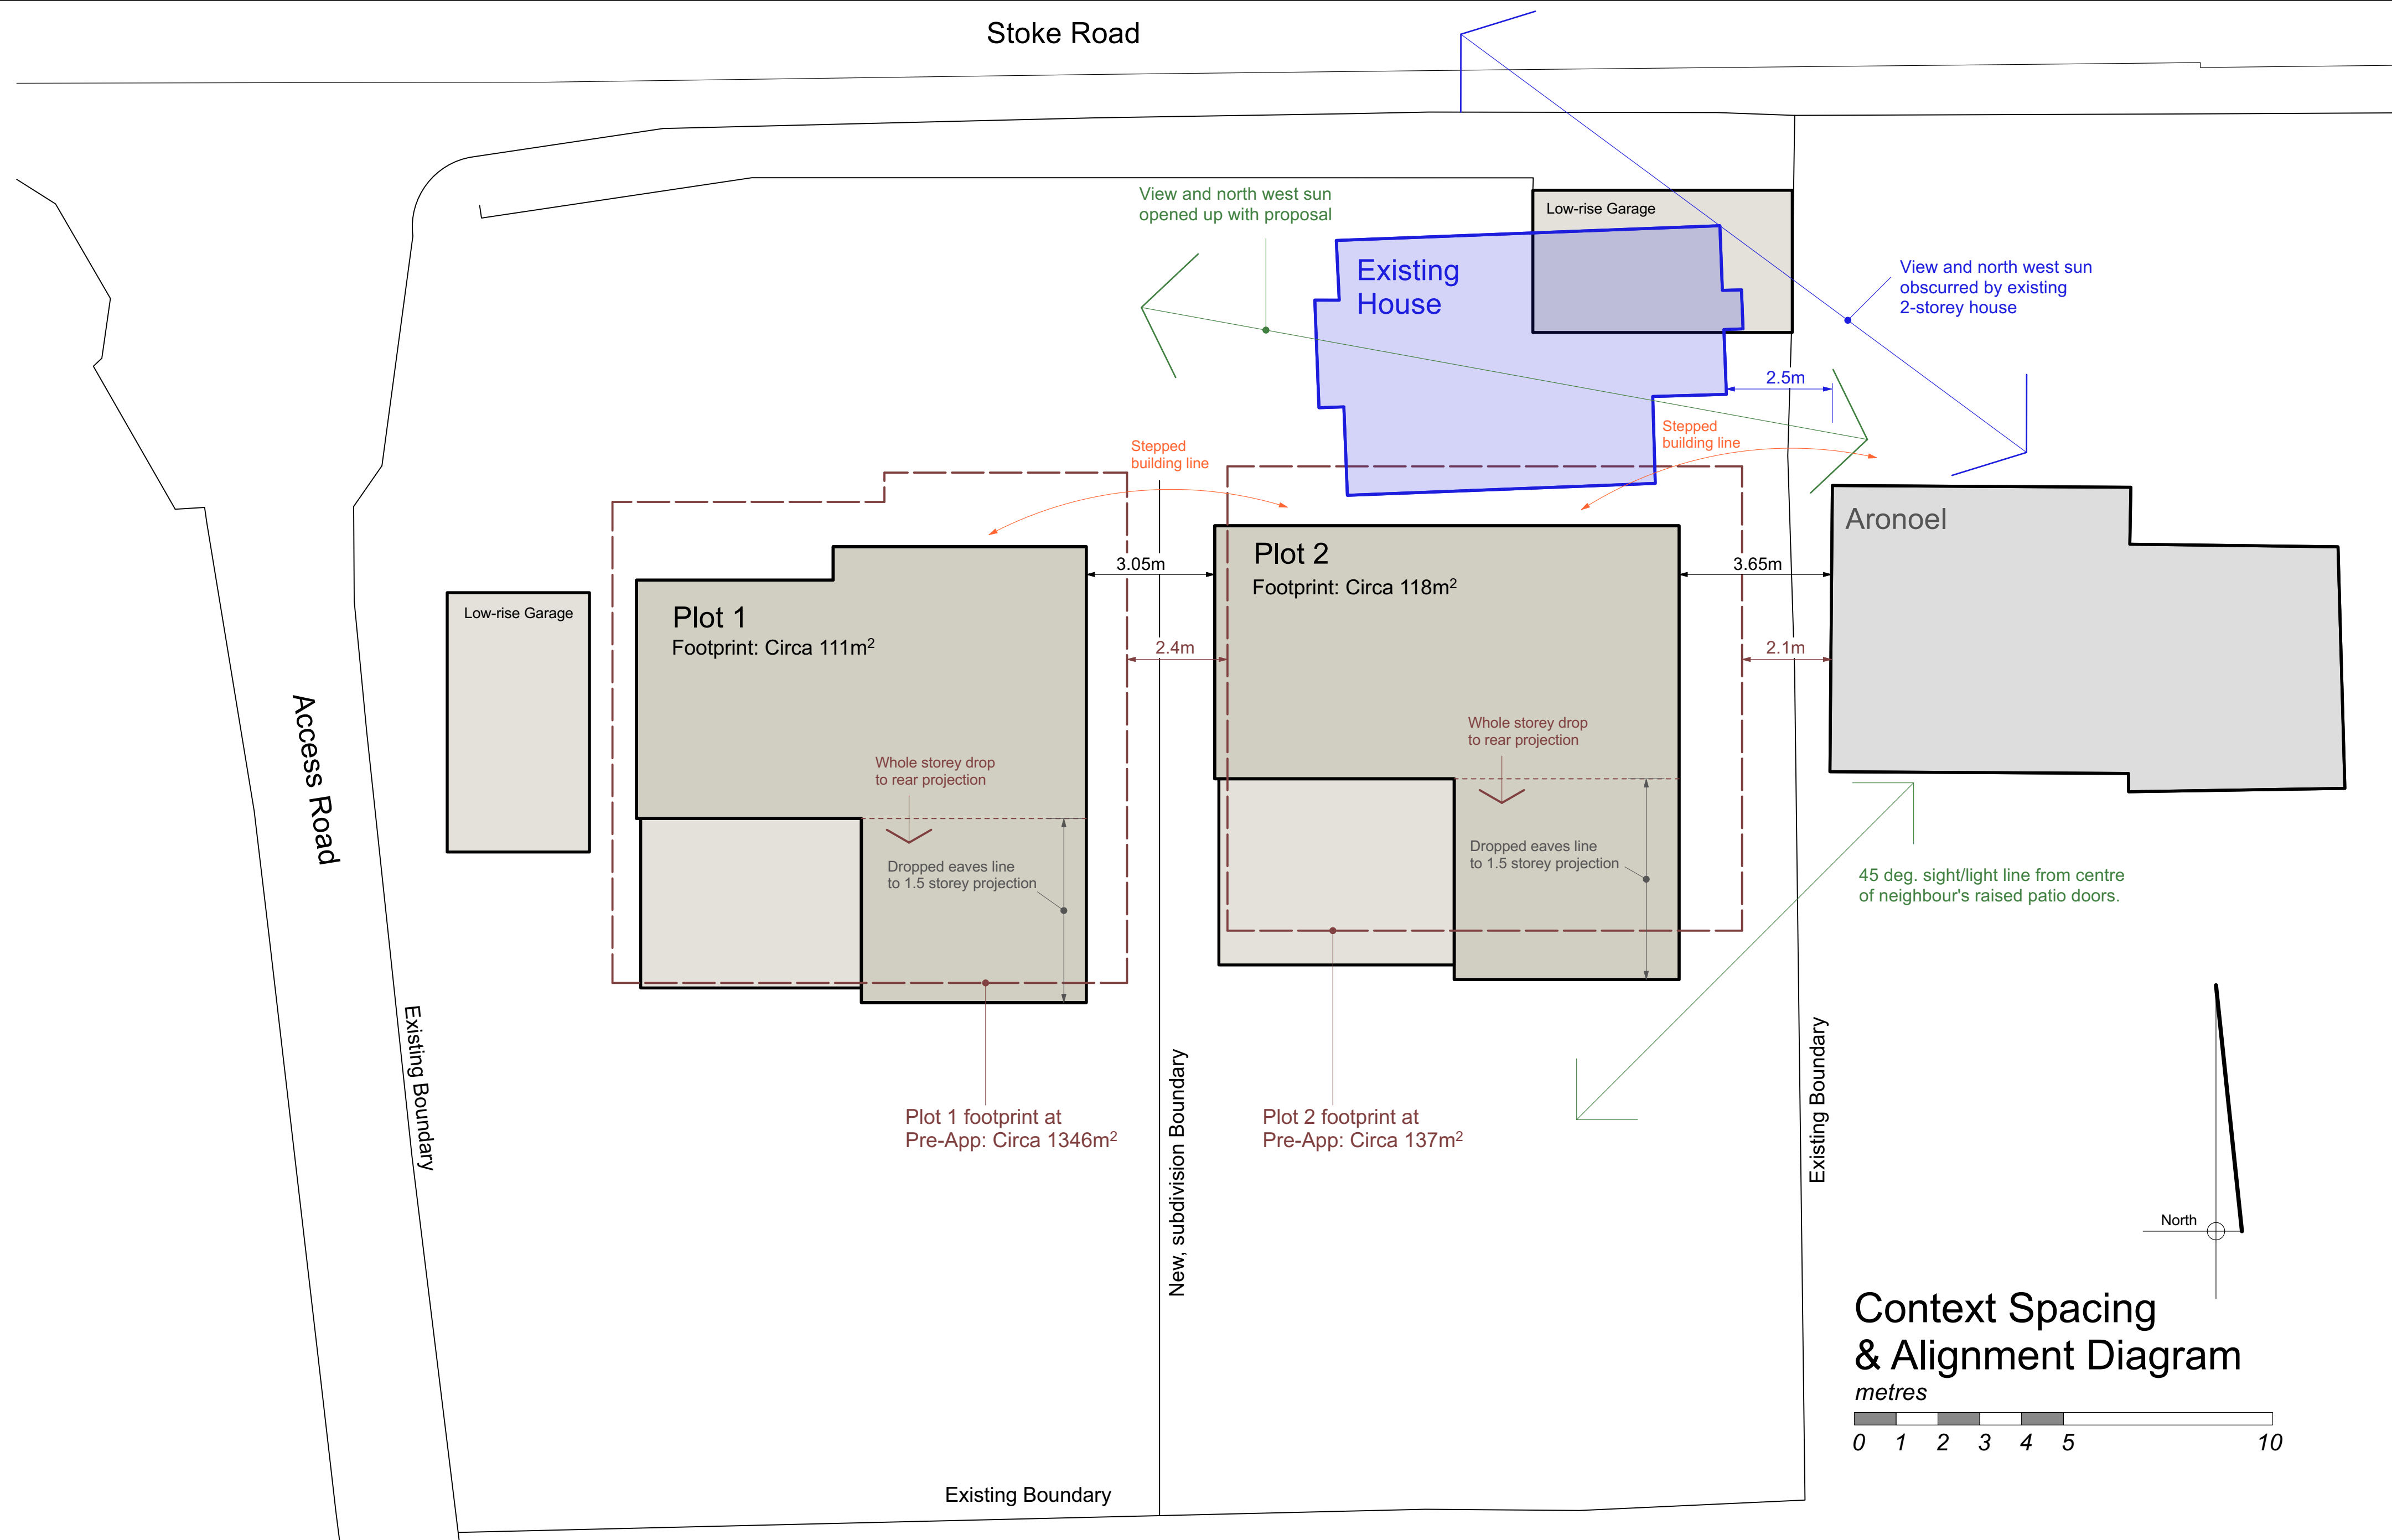 Stoke Road
View and north west sun
opened up with proposal
Low-rise Garage
Existing
House
View and north west sun
obscurred by existing
2-storey house
2.5m
Stepped
building line
Stepped
building line
Aronoel
Plot 1
Footprint: Circa 111m²
Low-rise Garage
3.05m
Plot 2
Footprint: Circa 118m²
3.65m
2.4m
2.1m
Access Road
Whole storey drop
to rear projection
Whole storey drop
to rear projection
Dropped eaves line
to 1.5 storey projection
Dropped eaves line
to 1.5 storey projection
45 deg. sight/light line from centre
of neighbour's raised patio doors.
Existing Boundary
Plot 1 footprint at
Pre-App: Circa 1346m²
New, subdivision Boundary
Plot 2 footprint at
Pre-App: Circa 137m²
Existing Boundary
North
Context Spacing
& Alignment Diagram
metres
0 1 2 3 4 5 10
Existing Boundary